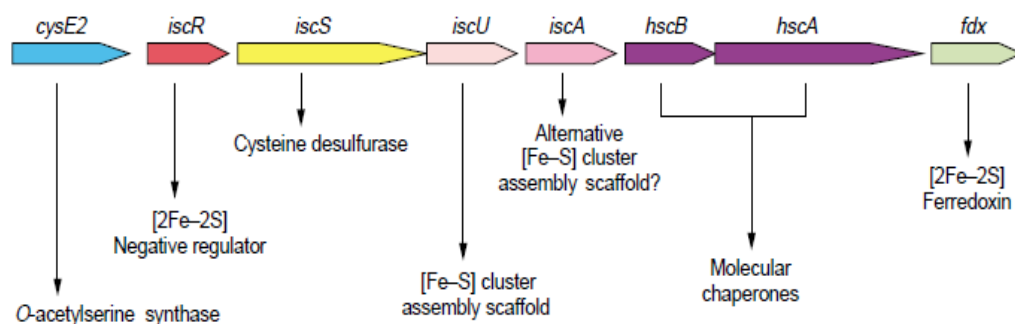 cysE2 iscR iscS iscU iscA hscB hscA fdx
Cysteine desulfurase
Alternative
[Fe–S] cluster
assembly scaffold?
[2Fe–2S]
Ferredoxin
[2Fe–2S]
Negative regulator
[Fe–S] cluster
assembly scaffold
Molecular
chaperones
O-acetylserine synthase